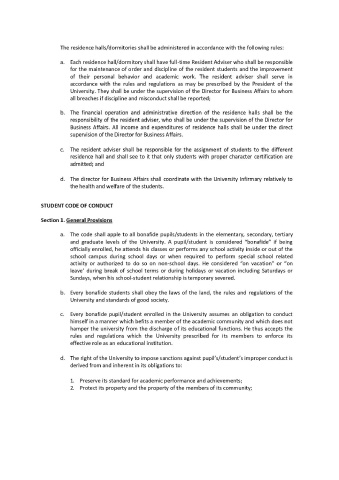 The residence halls/dormitories shall be administered in accordance with the following rules:
a. Each residence hall/dormitory shall have full-time Resident Adviser who shall be responsible
for the maintenance of order and discipline of the resident students and the improvement
of their personal behavior and academic work. The resident adviser shall serve in
accordance with the rules and regulations as may be prescribed by the President of the
University. They shall be under the supervision of the Director for Business Affairs to whom
all breaches if discipline and misconduct shall be reported;
b. The financial operation and administrative direction of the residence halls shall be the
responsibility of the resident adviser, who shall be under the supervision of the Director for
Business Affairs. All income and expenditures of residence halls shall be under the direct
supervision of the Director of Business Affairs.
c. The resident adviser shall be responsible for the assignment of students to the different
residence hall and shall see to it that only students with proper character certification are
admitted; and
d. The director for Business Affairs shall coordinate with the University Infirmary relatively to
the health and welfare of the students.
STUDENT CODE OF CONDUCT
Section 1. General Provisions
a. The code shall apple to all bonafide pupils/students in the elementary, secondary, tertiary
and graduate levels of the University. A pupil/student is considered "bonafide" if being
officially enrolled, he attends his classes or performs any school activity inside or out of the
school campus during school days or when required to perform special school related
activity or authorized to do so on non-school days. He considered "on vacation" or "on
leave' during break of school terms or during holidays or vacation including Saturdays or
Sundays, when his school-student relationship is temporary severed.
b. Every bonafide students shall obey the laws of the land, the rules and regulations of the
University and standards of good society.
c. Every bonafide pupil/student enrolled in the University assumes an obligation to conduct
himself in a manner which befits a member of the academic community and which does not
hamper the university from the discharge of its educational functions. He thus accepts the
rules and regulations which the University prescribed for its members to enforce its
effective role as an educational institution.
d. The right of the University to impose sanctions against pupil's/student's improper conduct is
derived from and inherent in its obligations to:
1. Preserve its standard for academic performance and achievements;
2. Protect its property and the property of the members of its community;